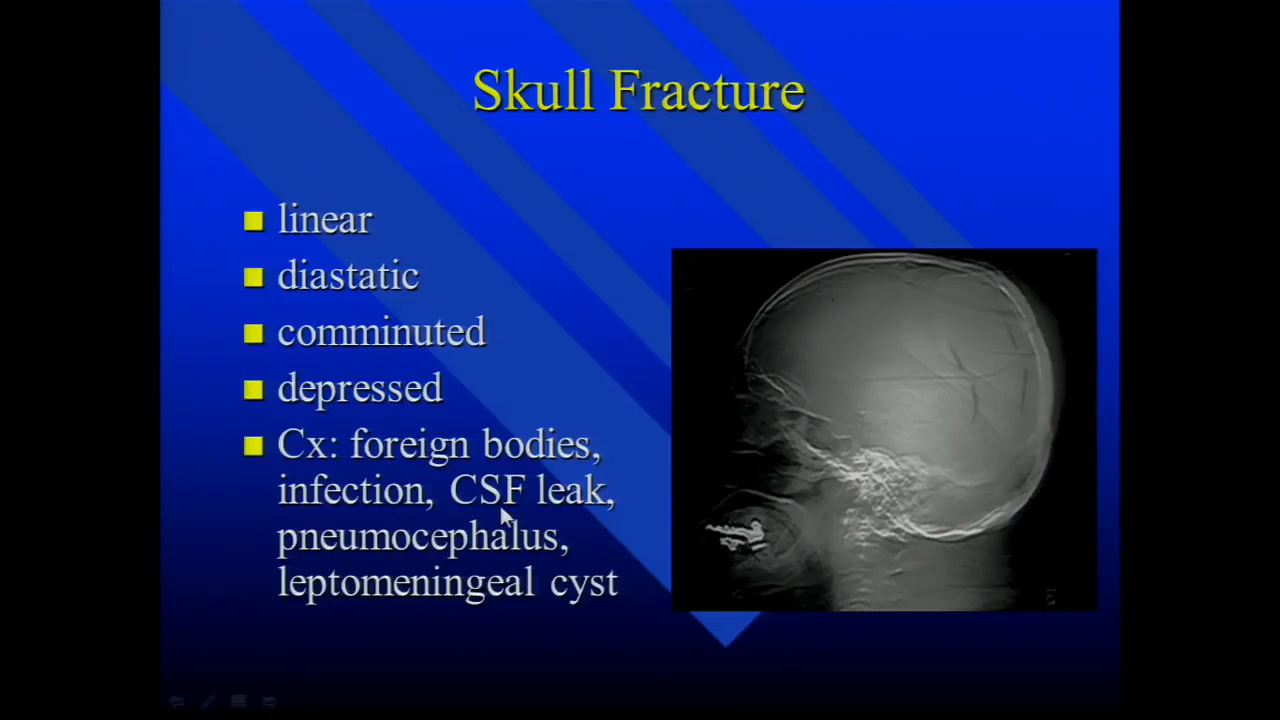 Skull Fracture
linear
diastatic
comminuted
depressed
Cx: foreign bodies,
infection, CSF leak,
pneumocephalus,
leptomeningeal cyst